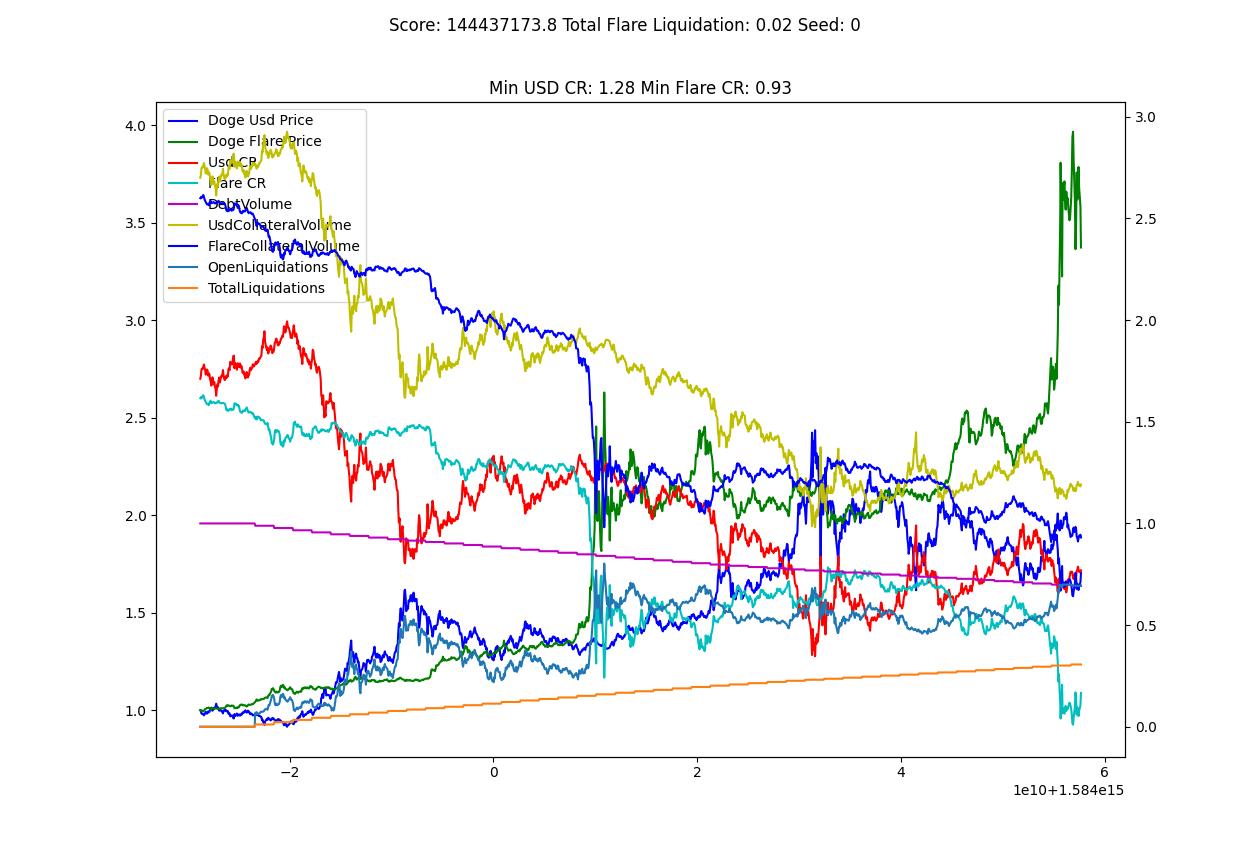 Score: 144437173.8 Total Flare Liquidation: 0.02 Seed: 0
Min USD CR: 1.28 Min Flare CR: 0.93
Doge Usd Price
Doge Flare Price
Usd CR
Flare CR
DebtVolume
UsdCollateralVolume
FlareCollateralVolume
OpenLiquidations
TotalLiquidations
4.0
3.5
3.0
2.5
2.0
1.5
1.0
3.0
2.5
2.0
1.5
1.0
0.5
0.0
−2 0 2 4 6
1e10+1.584e15